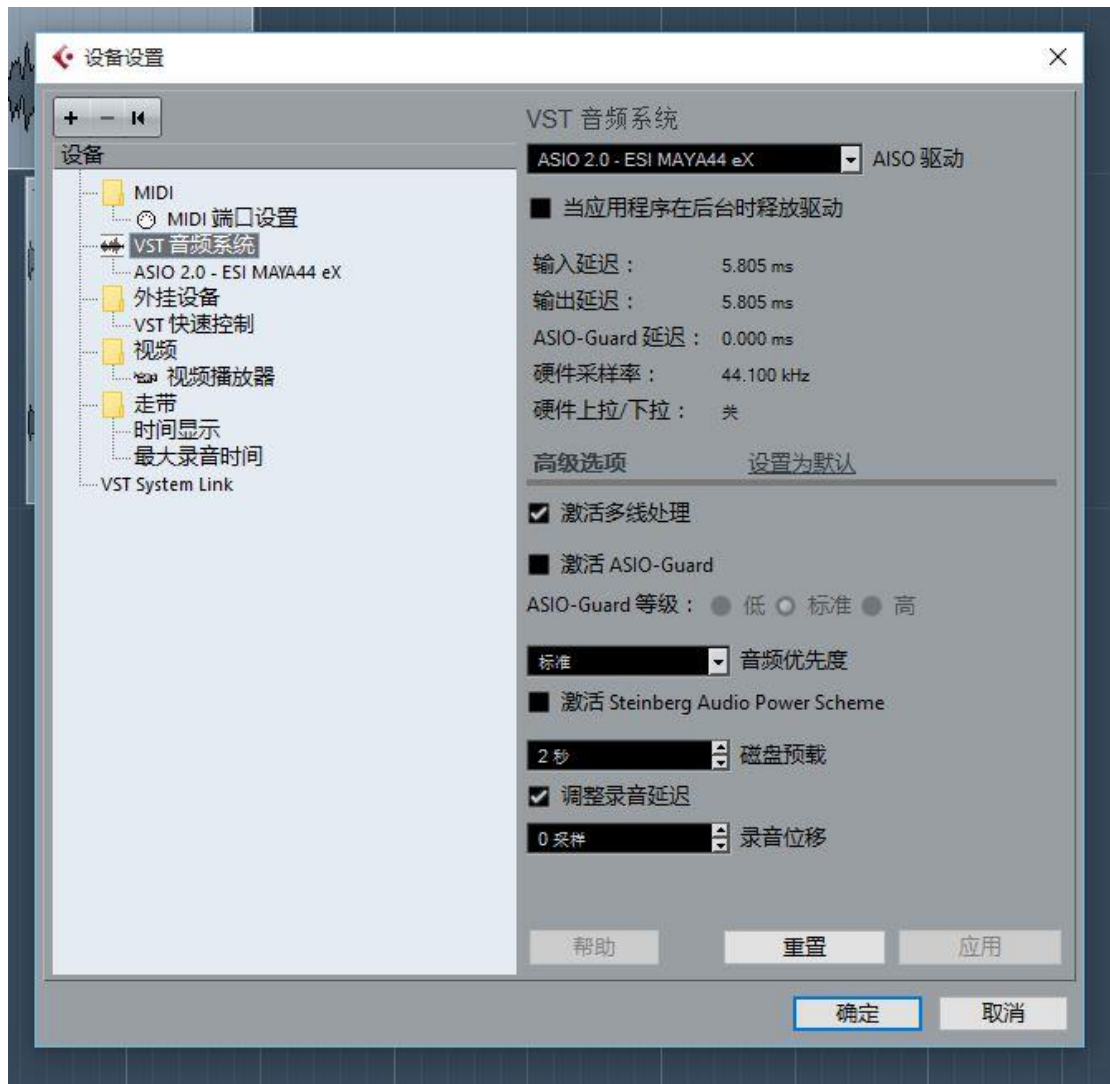 设备设置
设备
MIDI
MIDI 端口设置
VST 音频系统
ASIO 2.0 - ESI MAYA44 eX
外挂设备
VST 快速控制
视频
视频播放器
走带
时间显示
最大录音时间
VST System Link
VST 音频系统
ASIO 2.0 - ESI MAYA44 eX AISO 驱动
当应用程序在后台时释放驱动
输入延迟： 5.805 ms
输出延迟： 5.805 ms
ASIO-Guard 延迟： 0.000 ms
硬件采样率： 44.100 kHz
硬件上拉/下拉： 关
高级选项 设置为默认
激活多线处理
激活 ASIO-Guard
ASIO-Guard 等级： 低 标准 高
标准 音频优先度
激活 Steinberg Audio Power Scheme
2 秒 磁盘预载
调整录音延迟
0 采样 录音位移
帮助 重置 应用
确定 取消